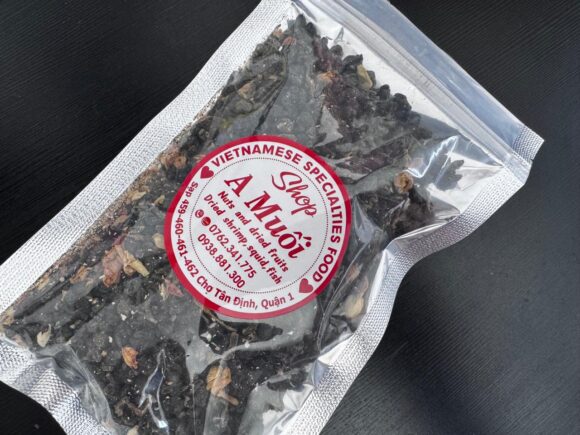 VIETNAMESE SPECIALTIES FOOD
Shop
A Muối
Nuts and dried fruits
Dried shrimp, squid, fish
0762.341.775
0938.881.300
Sạp 459-460-461-462 Chợ Tân Định, Quận 1